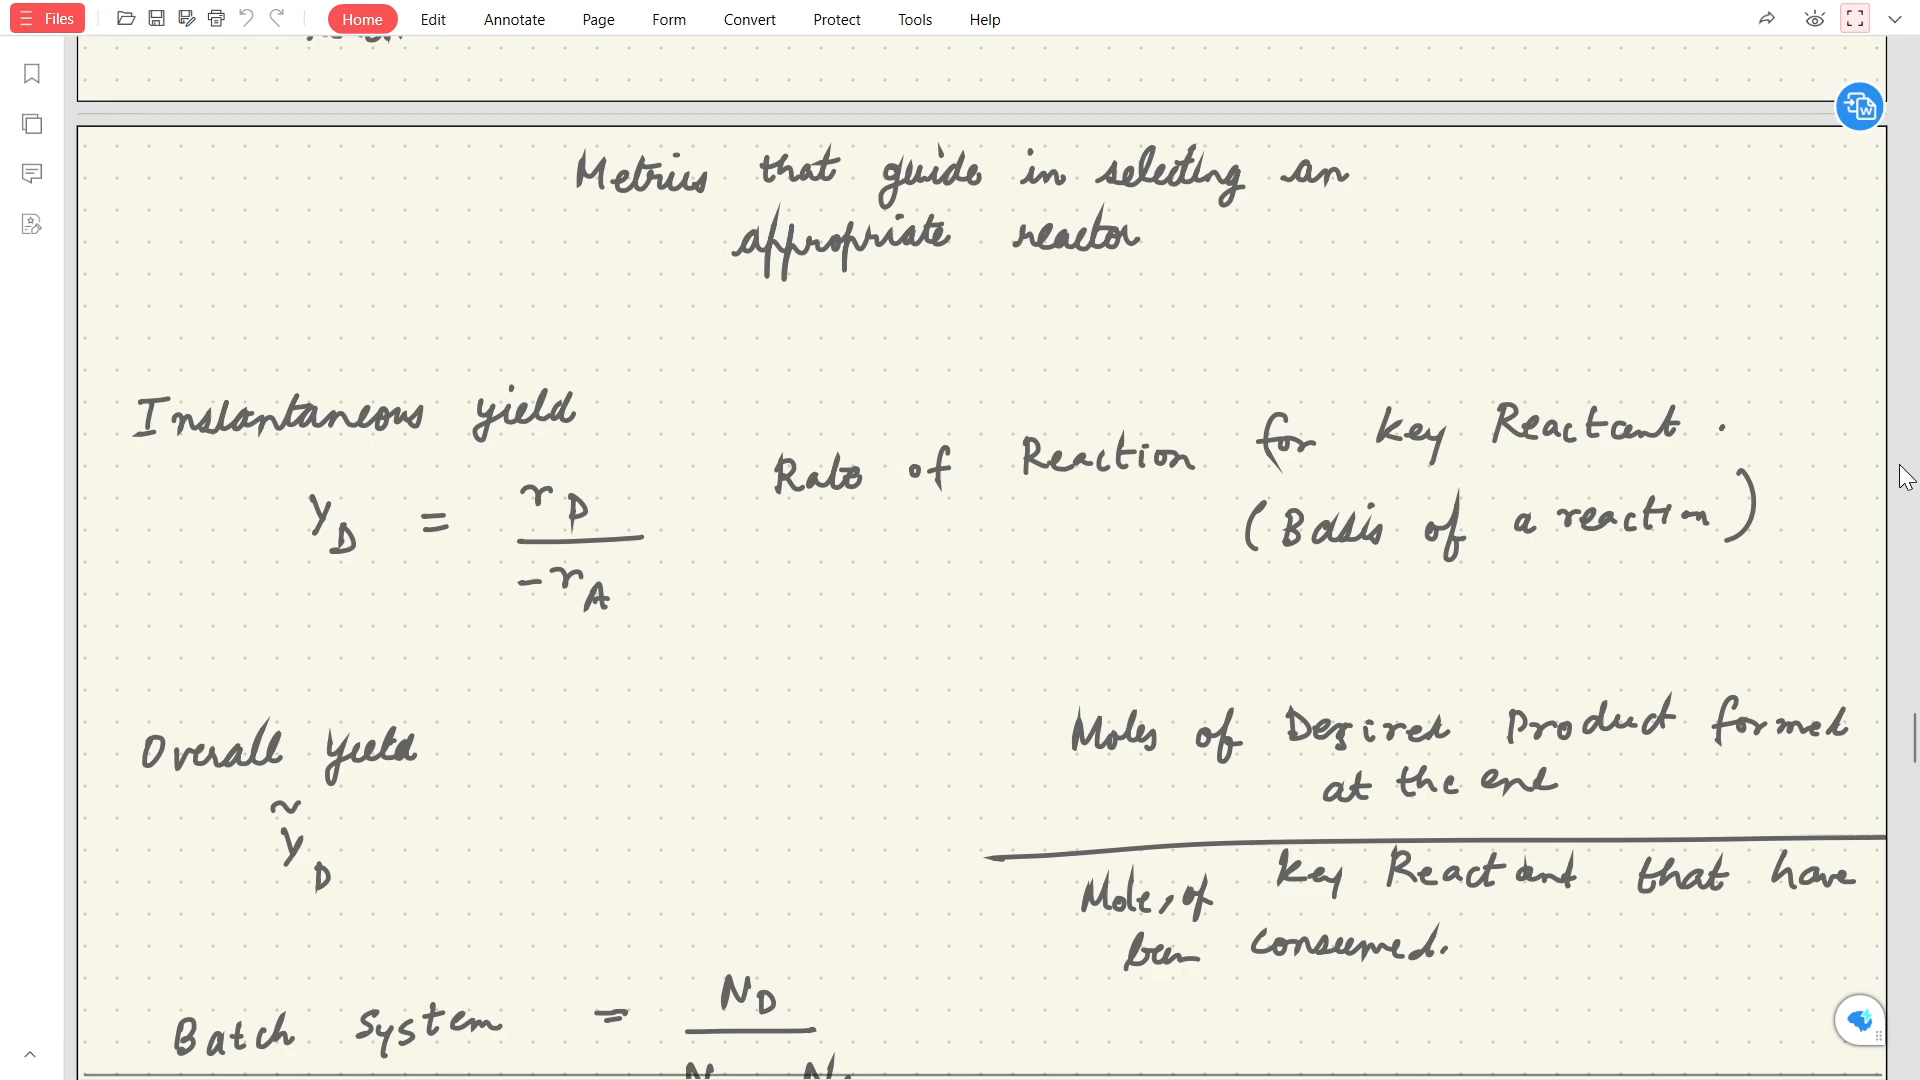 Files Home Edit Annotate Page Form Convert Protect Tools Help
Metrics that guide in selecting an
appropriate reactor
Instantaneous yield
Y_D = r_D / -r_A
Rate of Reaction for key Reactant.
(Basis of a reaction)
Overall yield
Ỹ_D
Moles of Desired Product formed
at the end
Moles of key Reactant that have
been consumed.
Batch system = N_D